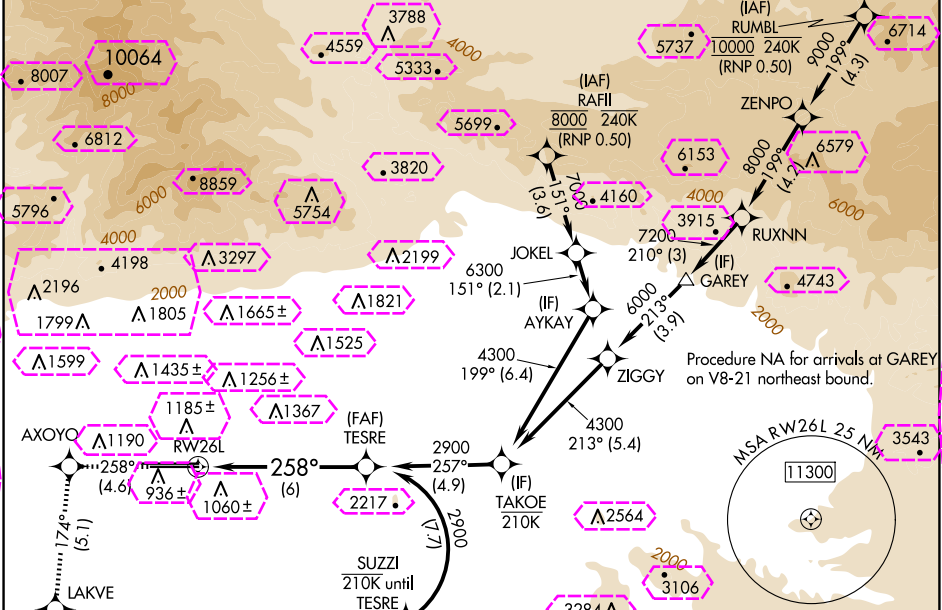 3788
(IAF)
RUMBL
10000 240K
(RNP 0.50)
6714
4559
4000
5737
10064
8007
8000
5333
9000
199°
(4.3)
(IAF)
RAFII
8000 240K
(RNP 0.50)
ZENPO
5699
6812
3820
6153
8000
199°
(4.2)
6579
8859
5796
6000
5754
7000
151°
(3.6)
4160
4000
6000
3915
RUXNN
4000
7200
210° (3)
4198
3297
2199
JOKEL
(IF)
GAREY
2196
2000
6300
151° (2.1)
4743
1799
1805
1665 ±
1821
(IF)
AYKAY
6000
213°
(3.9)
2000
1525
1599
1435 ±
1256 ±
4300
199° (6.4)
ZIGGY
Procedure NA for arrivals at GAREY
on V8-21 northeast bound.
1185 ±
1367
4300
213° (5.4)
AXOYO
1190
RW26L
(FAF)
TESRE
MSA RW26L 25 NM
3543
258°
(4.6)
258°
(6)
2900
257°
(4.9)
(IF)
TAKOE
210K
11300
936 ±
1060 ±
2217
2564
174°
(5.1)
2900
(7.7)
SUZZI
210K until
TESRE
2000
3106
LAKVE
3284